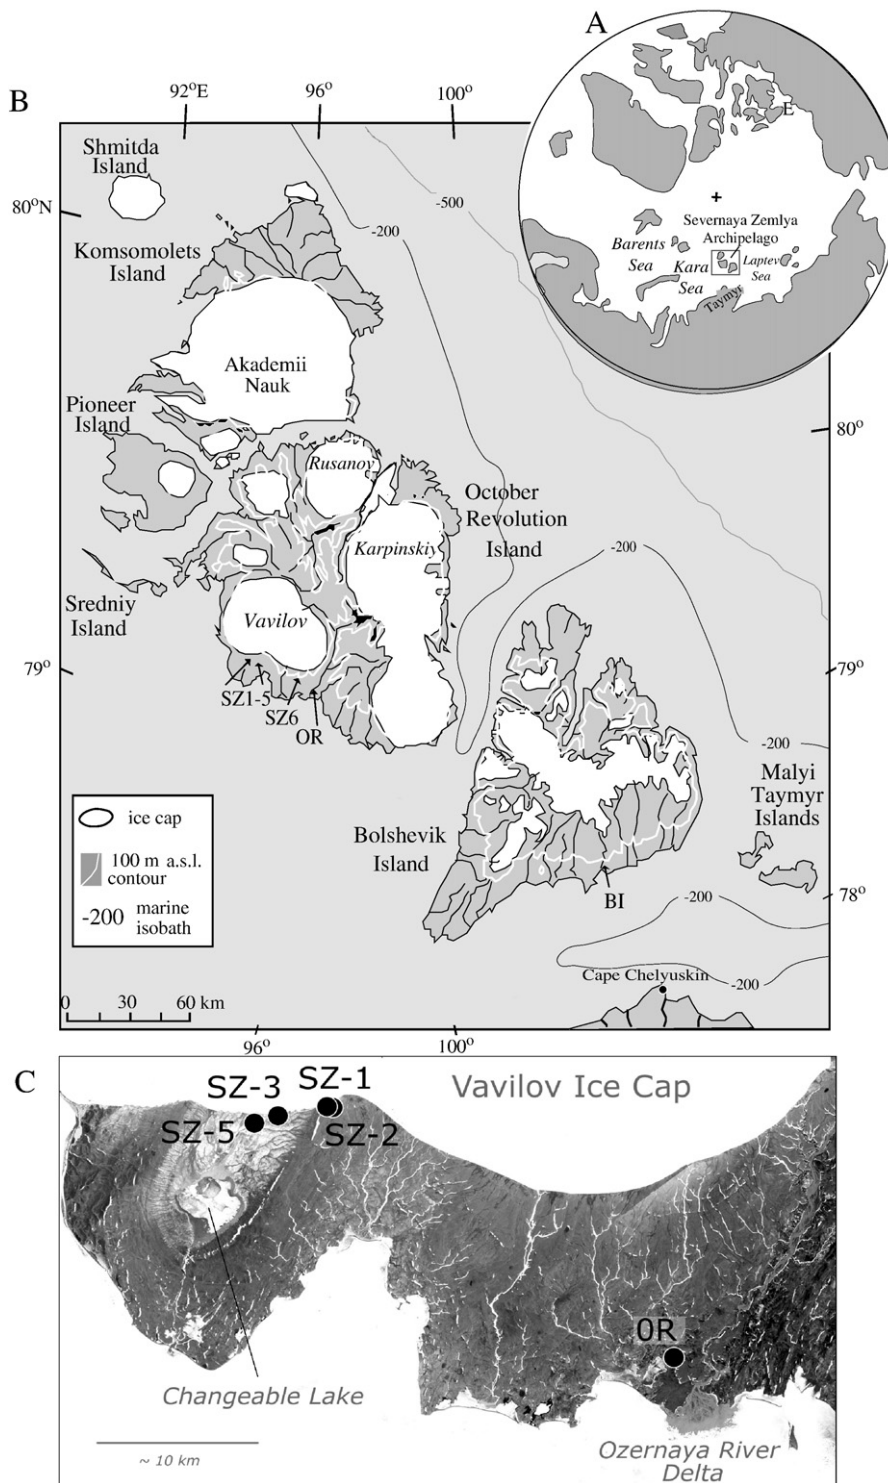 A
E
Severnaya Zemlya
Archipelago
Barents
Sea
Kara
Sea
Laptev
Sea
Taymyr
B
92°E
96°
100°
Shmitda
Island
80°N
-200
-500
Komsomolets
Island
Akademii
Nauk
80°
Pioneer
Island
Rusanov
October
Revolution
Island
Karpinskiy
-200
Sredniy
Island
Vavilov
79°
79°
SZ1-5
SZ6
OR
-200
Malyi
Taymyr
Islands
ice cap
100 m a.s.l.
contour
-200 marine
isobath
Bolshevik
Island
BI
78°
-200
Cape Chelyuskin
-200
0 30 60 km
96°
100°
C
SZ-3
SZ-1
SZ-5
SZ-2
Vavilov Ice Cap
0R
Changeable Lake
~ 10 km
Ozernaya River
Delta